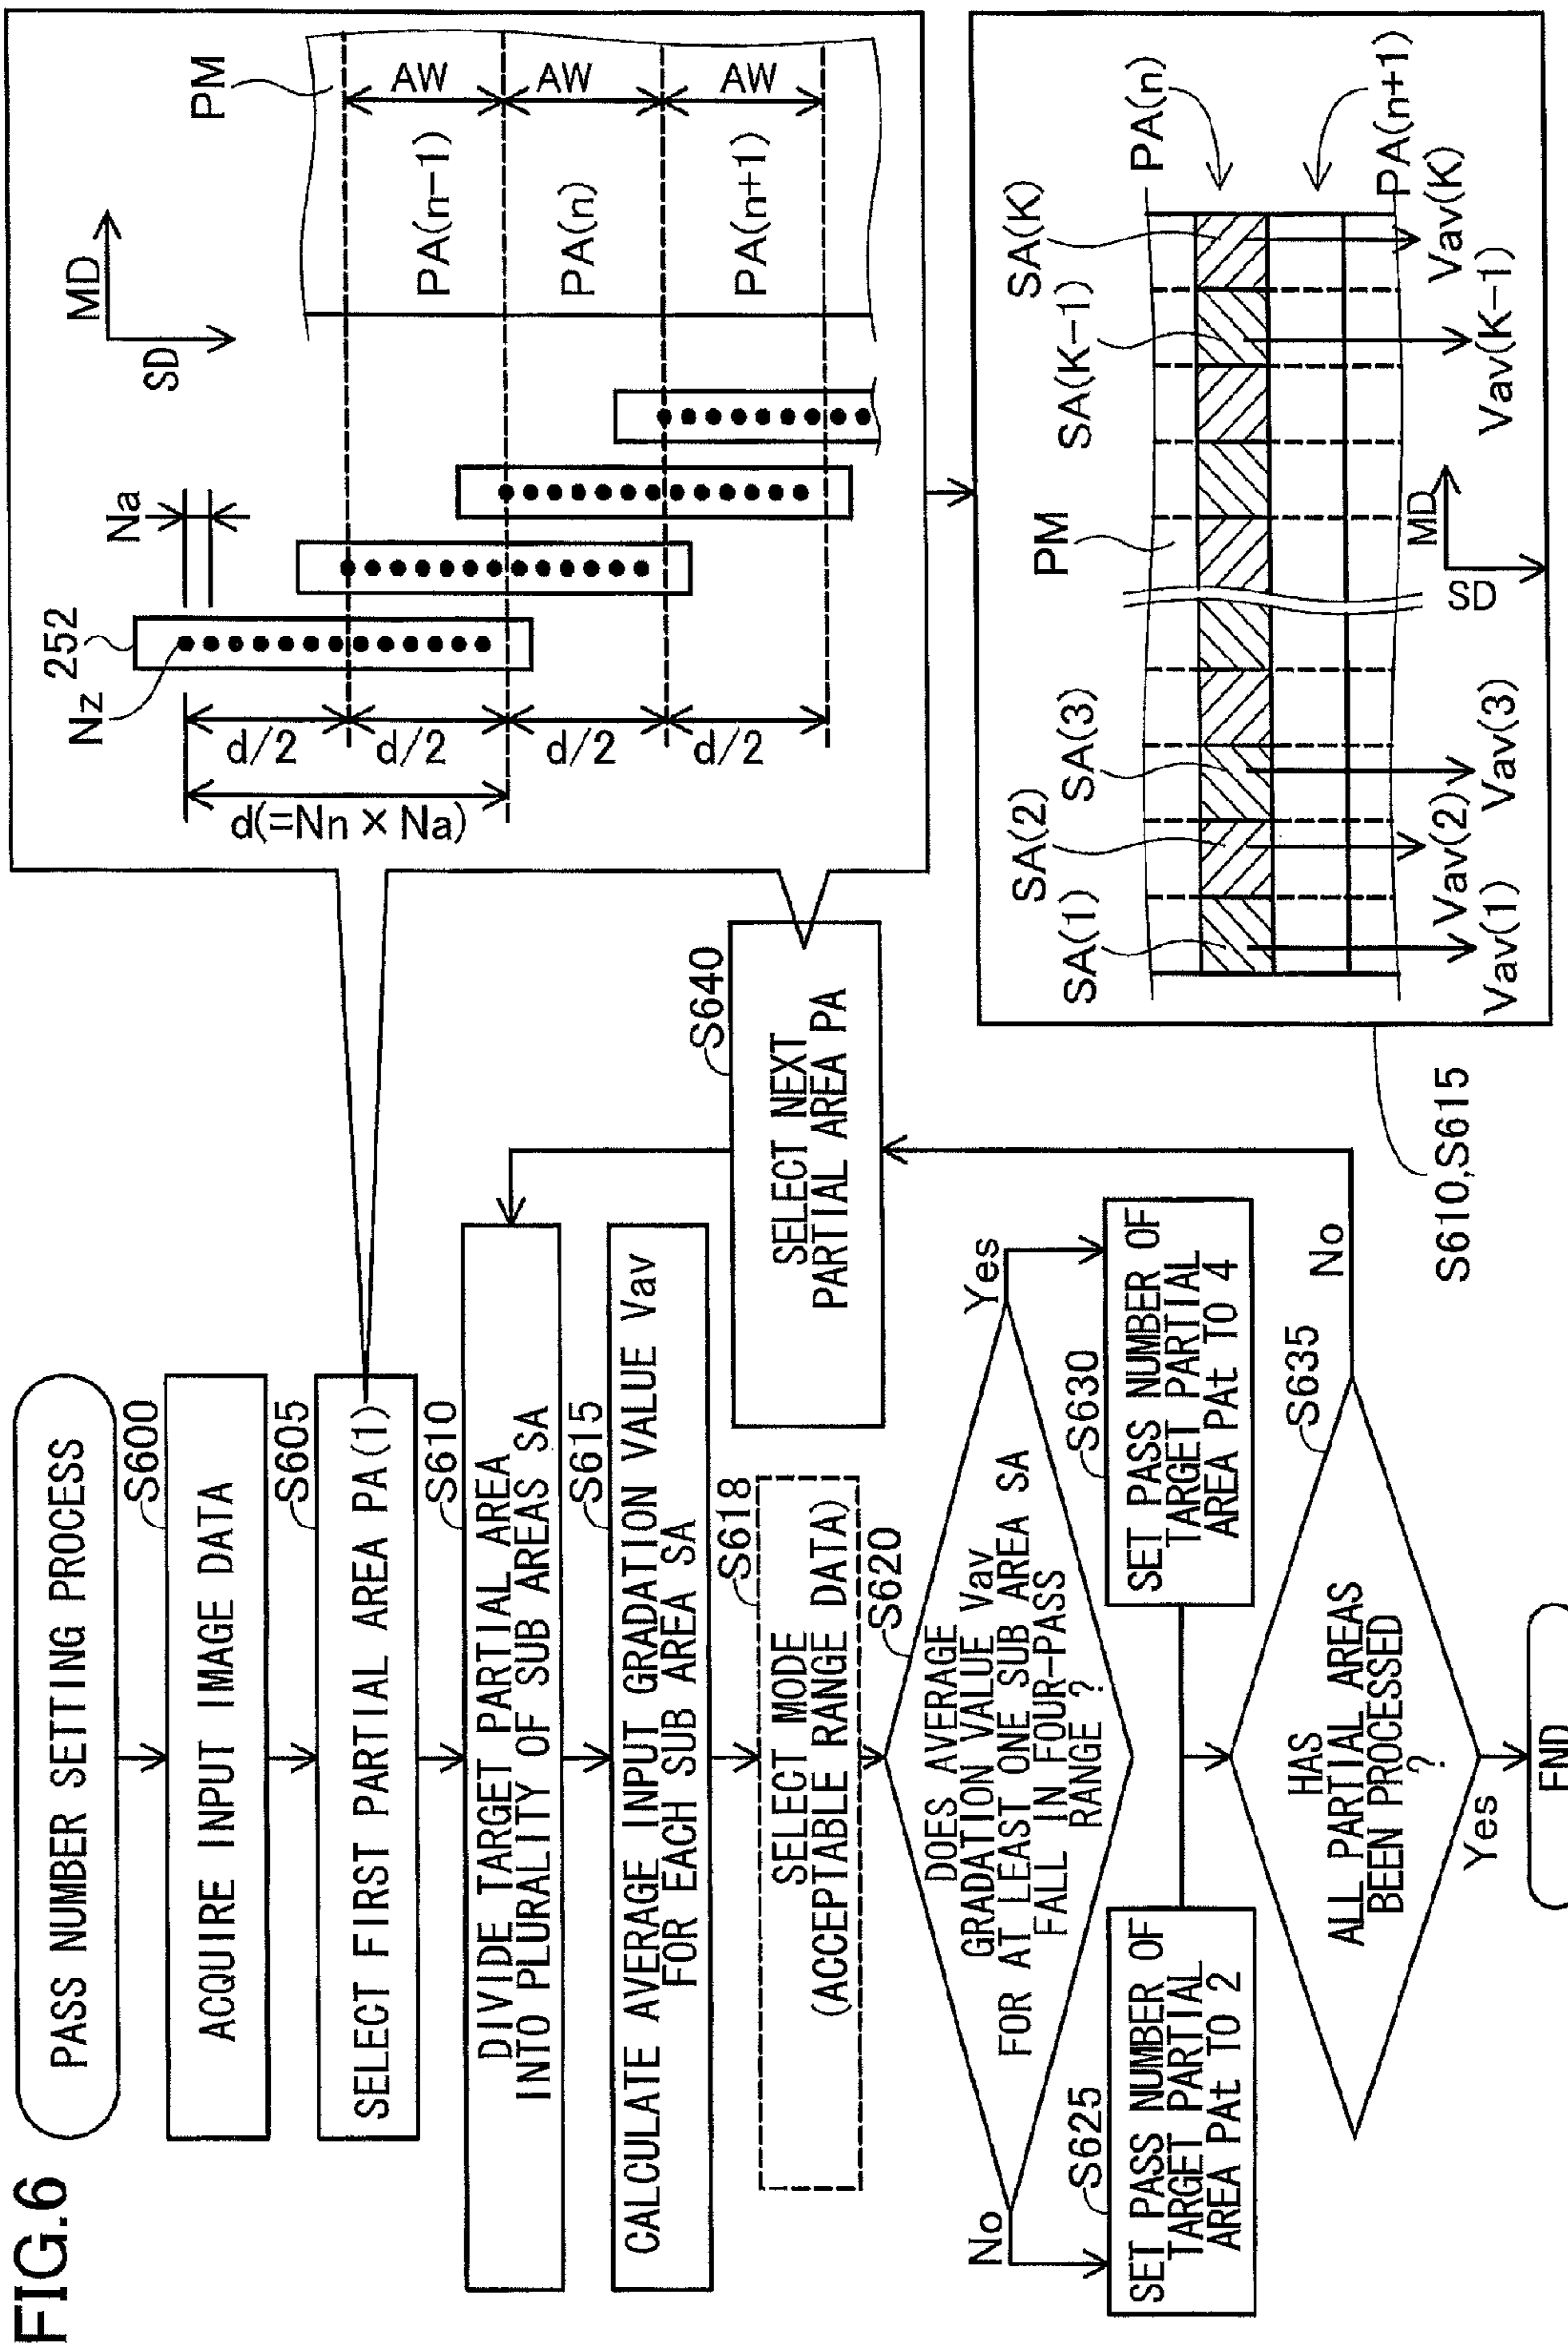 FIG.6
PASS NUMBER SETTING PROCESS
S600
ACQUIRE INPUT IMAGE DATA
S605
SELECT FIRST PARTIAL AREA PA(1)
S610
DIVIDE TARGET PARTIAL AREA
INTO PLURALITY OF SUB AREAS SA
S615
CALCULATE AVERAGE INPUT GRADATION VALUE Vav
FOR EACH SUB AREA SA
S618
SELECT MODE
(ACCEPTABLE RANGE DATA)
S620
DOES AVERAGE
GRADATION VALUE Vav
FOR AT LEAST ONE SUB AREA SA
FALL IN FOUR-PASS
RANGE ?
No
Yes
S625
SET PASS NUMBER OF
TARGET PARTIAL
AREA PAt TO 2
S630
SET PASS NUMBER OF
TARGET PARTIAL
AREA PAt TO 4
S635
HAS
ALL PARTIAL AREAS
BEEN PROCESSED
?
No
Yes
END
S640
SELECT NEXT
PARTIAL AREA PA
252
Nz
Na
MD
SD
PM
d/2
d/2
d/2
d/2
d(=Nn × Na)
PA(n-1)
AW
PA(n)
AW
PA(n+1)
AW
SA(1)
SA(2)
SA(3)
PM
SA(K-1)
SA(K)
PA(n)
PA(n+1)
MD
SD
Vav(1)
Vav(2)
Vav(3)
Vav(K-1)
Vav(K)
S610,S615